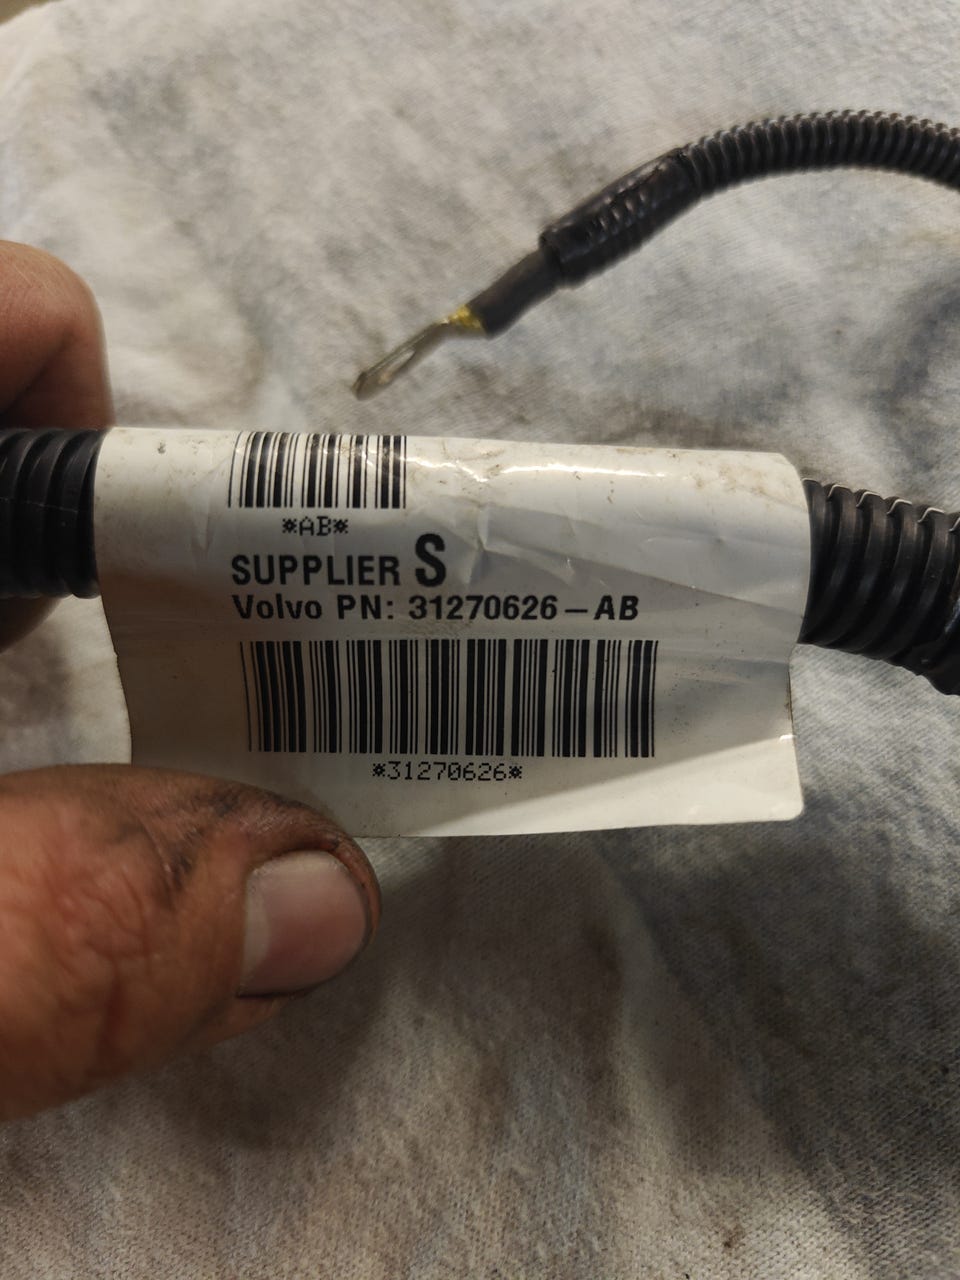 *AB*
SUPPLIER S
Volvo PN: 31270626-AB
*31270626*